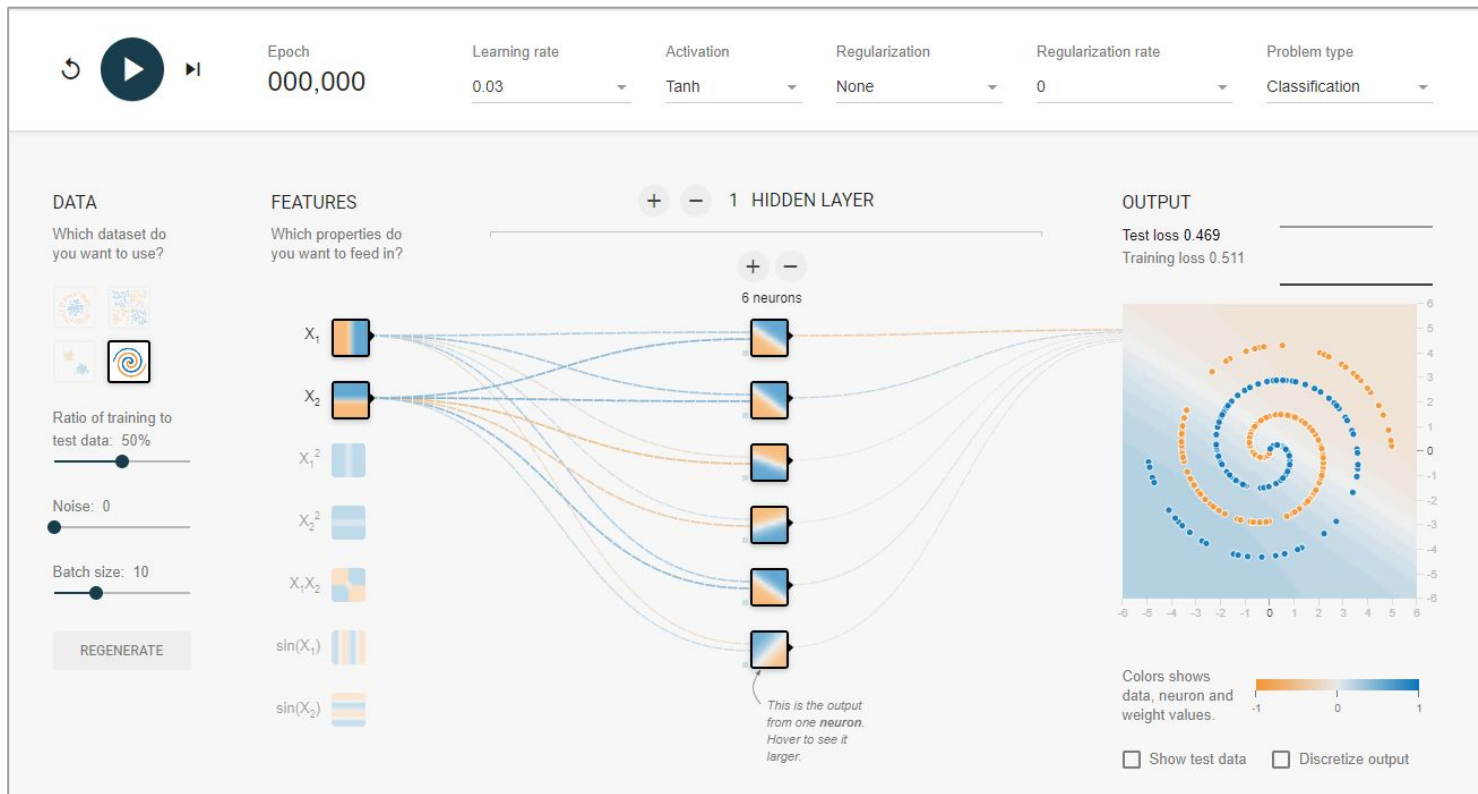 Epoch
000,000
Learning rate
0.03
Activation
Tanh
Regularization
None
Regularization rate
0
Problem type
Classification
DATA
Which dataset do
you want to use?
Ratio of training to
test data: 50%
Noise: 0
Batch size: 10
REGENERATE
FEATURES
Which properties do
you want to feed in?
X₁
X₂
X₁²
X₂²
X₁X₂
sin(X₁)
sin(X₂)
+ − 1 HIDDEN LAYER
+ −
6 neurons
This is the output
from one neuron.
Hover to see it
larger.
OUTPUT
Test loss 0.469
Training loss 0.511
6
5
4
3
2
1
0
-1
-2
-3
-4
-5
-6
-6 -5 -4 -3 -2 -1 0 1 2 3 4 5 6
Colors shows
data, neuron and
weight values.
-1 0 1
Show test data
Discretize output